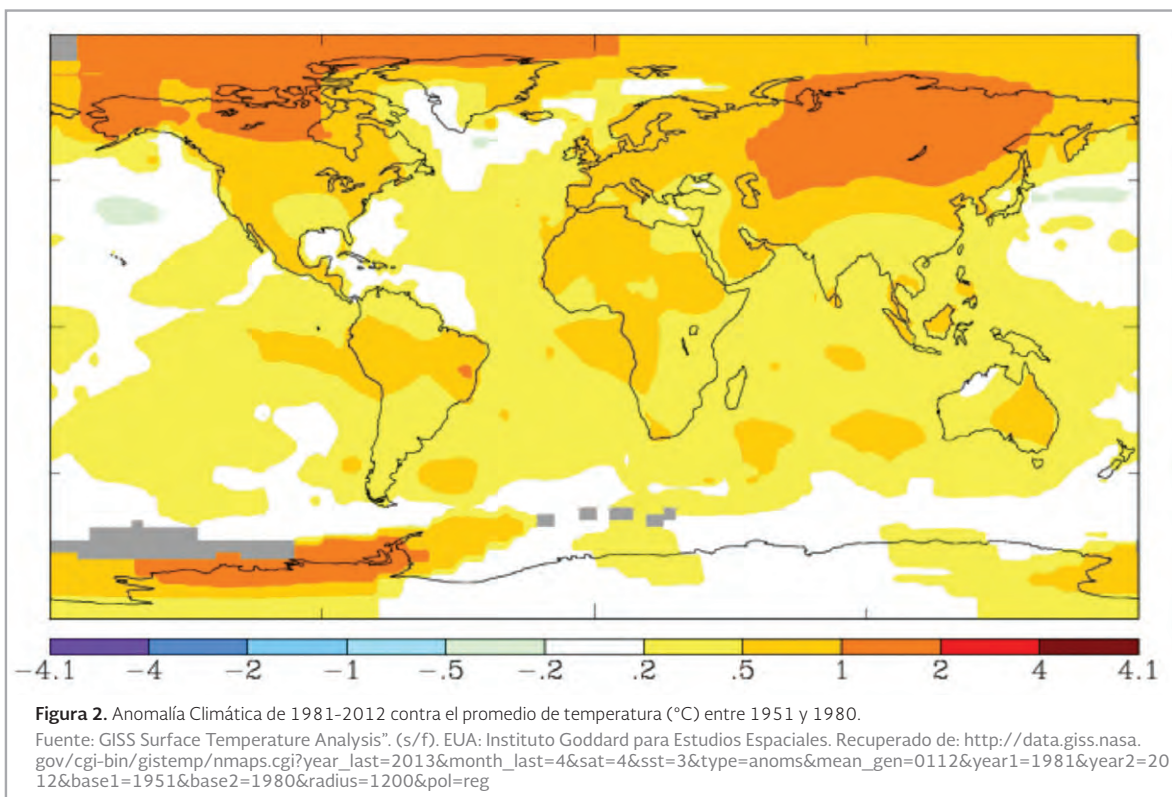 -4.1 -4 -2 -1 -.5 -.2 .2 .5 1 2 4 4.1
Figura 2. Anomalía Climática de 1981-2012 contra el promedio de temperatura (°C) entre 1951 y 1980.
Fuente: GISS Surface Temperature Analysis”. (s/f). EUA: Instituto Goddard para Estudios Espaciales. Recuperado de: http://data.giss.nasa.
gov/cgi-bin/gistemp/nmaps.cgi?year_last=2013&month_last=4&sat=4&sst=3&type=anoms&mean_gen=0112&year1=1981&year2=20
12&base1=1951&base2=1980&radius=1200&pol=reg